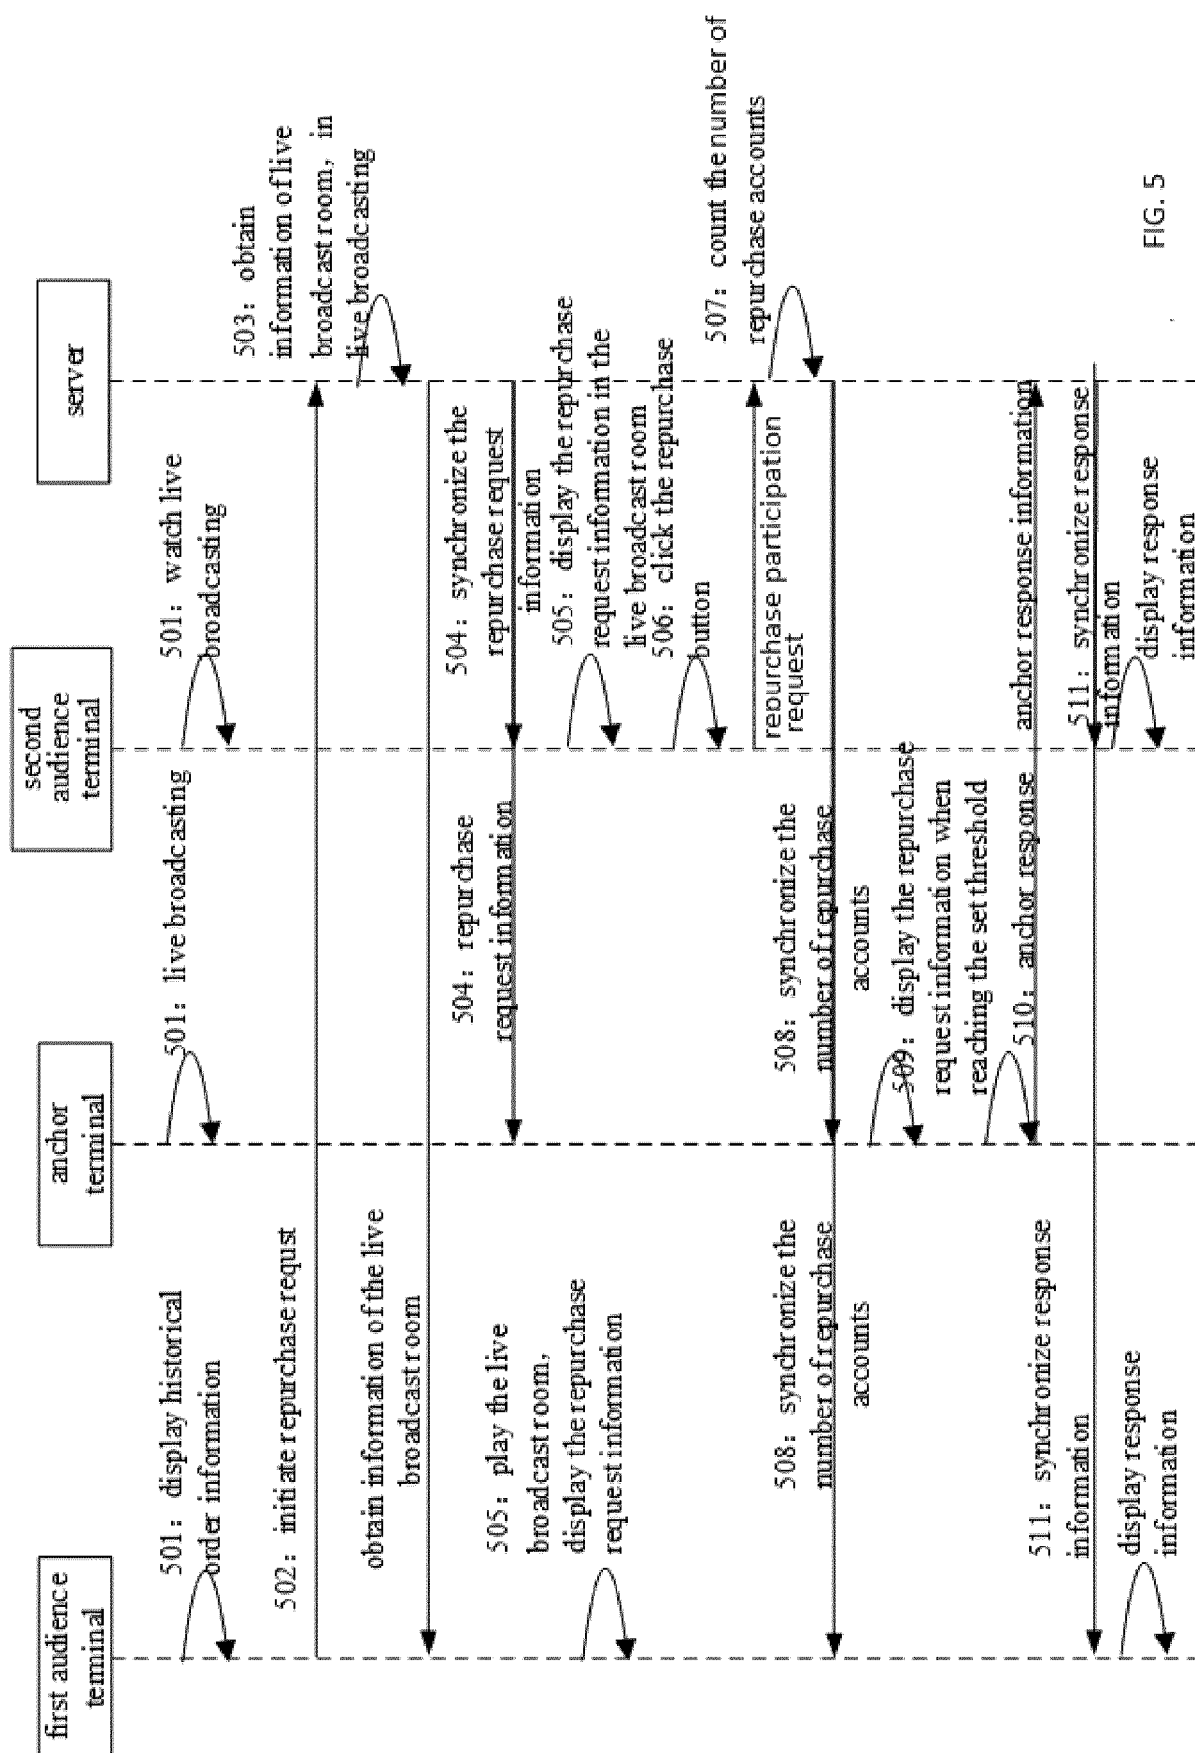 first audience
terminal
anchor
terminal
second
audience
terminal
server
501: display historical
order information
501: live broadcasting
501: watch live
broadcasting
502: initiate repurchase requst
503: obtain
information of live
broadcast room, in
live broadcasting
obtain information of the live
broadcast room
504: repurchase
request information
504: synchronize the
repurchase request
information
505: play the live
broadcast room,
display the repurchase
request information
505: display the repurchase
request information in the
live broadcast room
506: click the repurchase
button
repurchase participation
request
507: count the number of
repurchase accounts
508: synchronize the
number of repurchase
accounts
508: synchronize the
number of repurchase
accounts
509: display the repurchase
request information when
reaching the set threshold
510: anchor response
anchor response information
511: synchronize response
information
511: synchronize response
information
display response
information
display response
information
FIG. 5